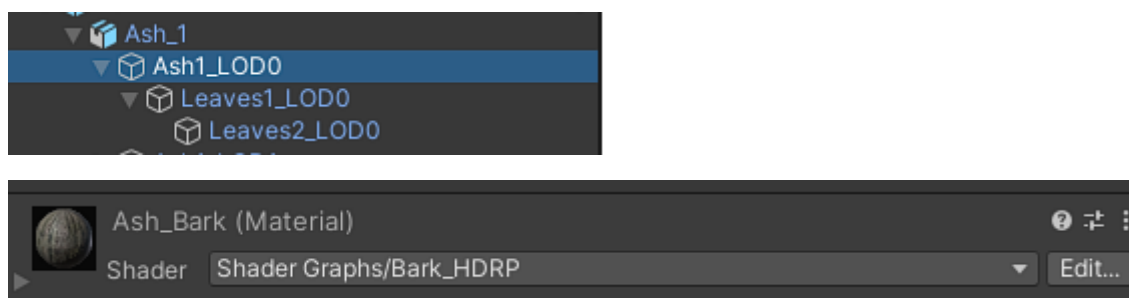 Ash_1
Ash1_LOD0
Leaves1_LOD0
Leaves2_LOD0
Ash_Bark (Material)
Shader Shader Graphs/Bark_HDRP Edit...